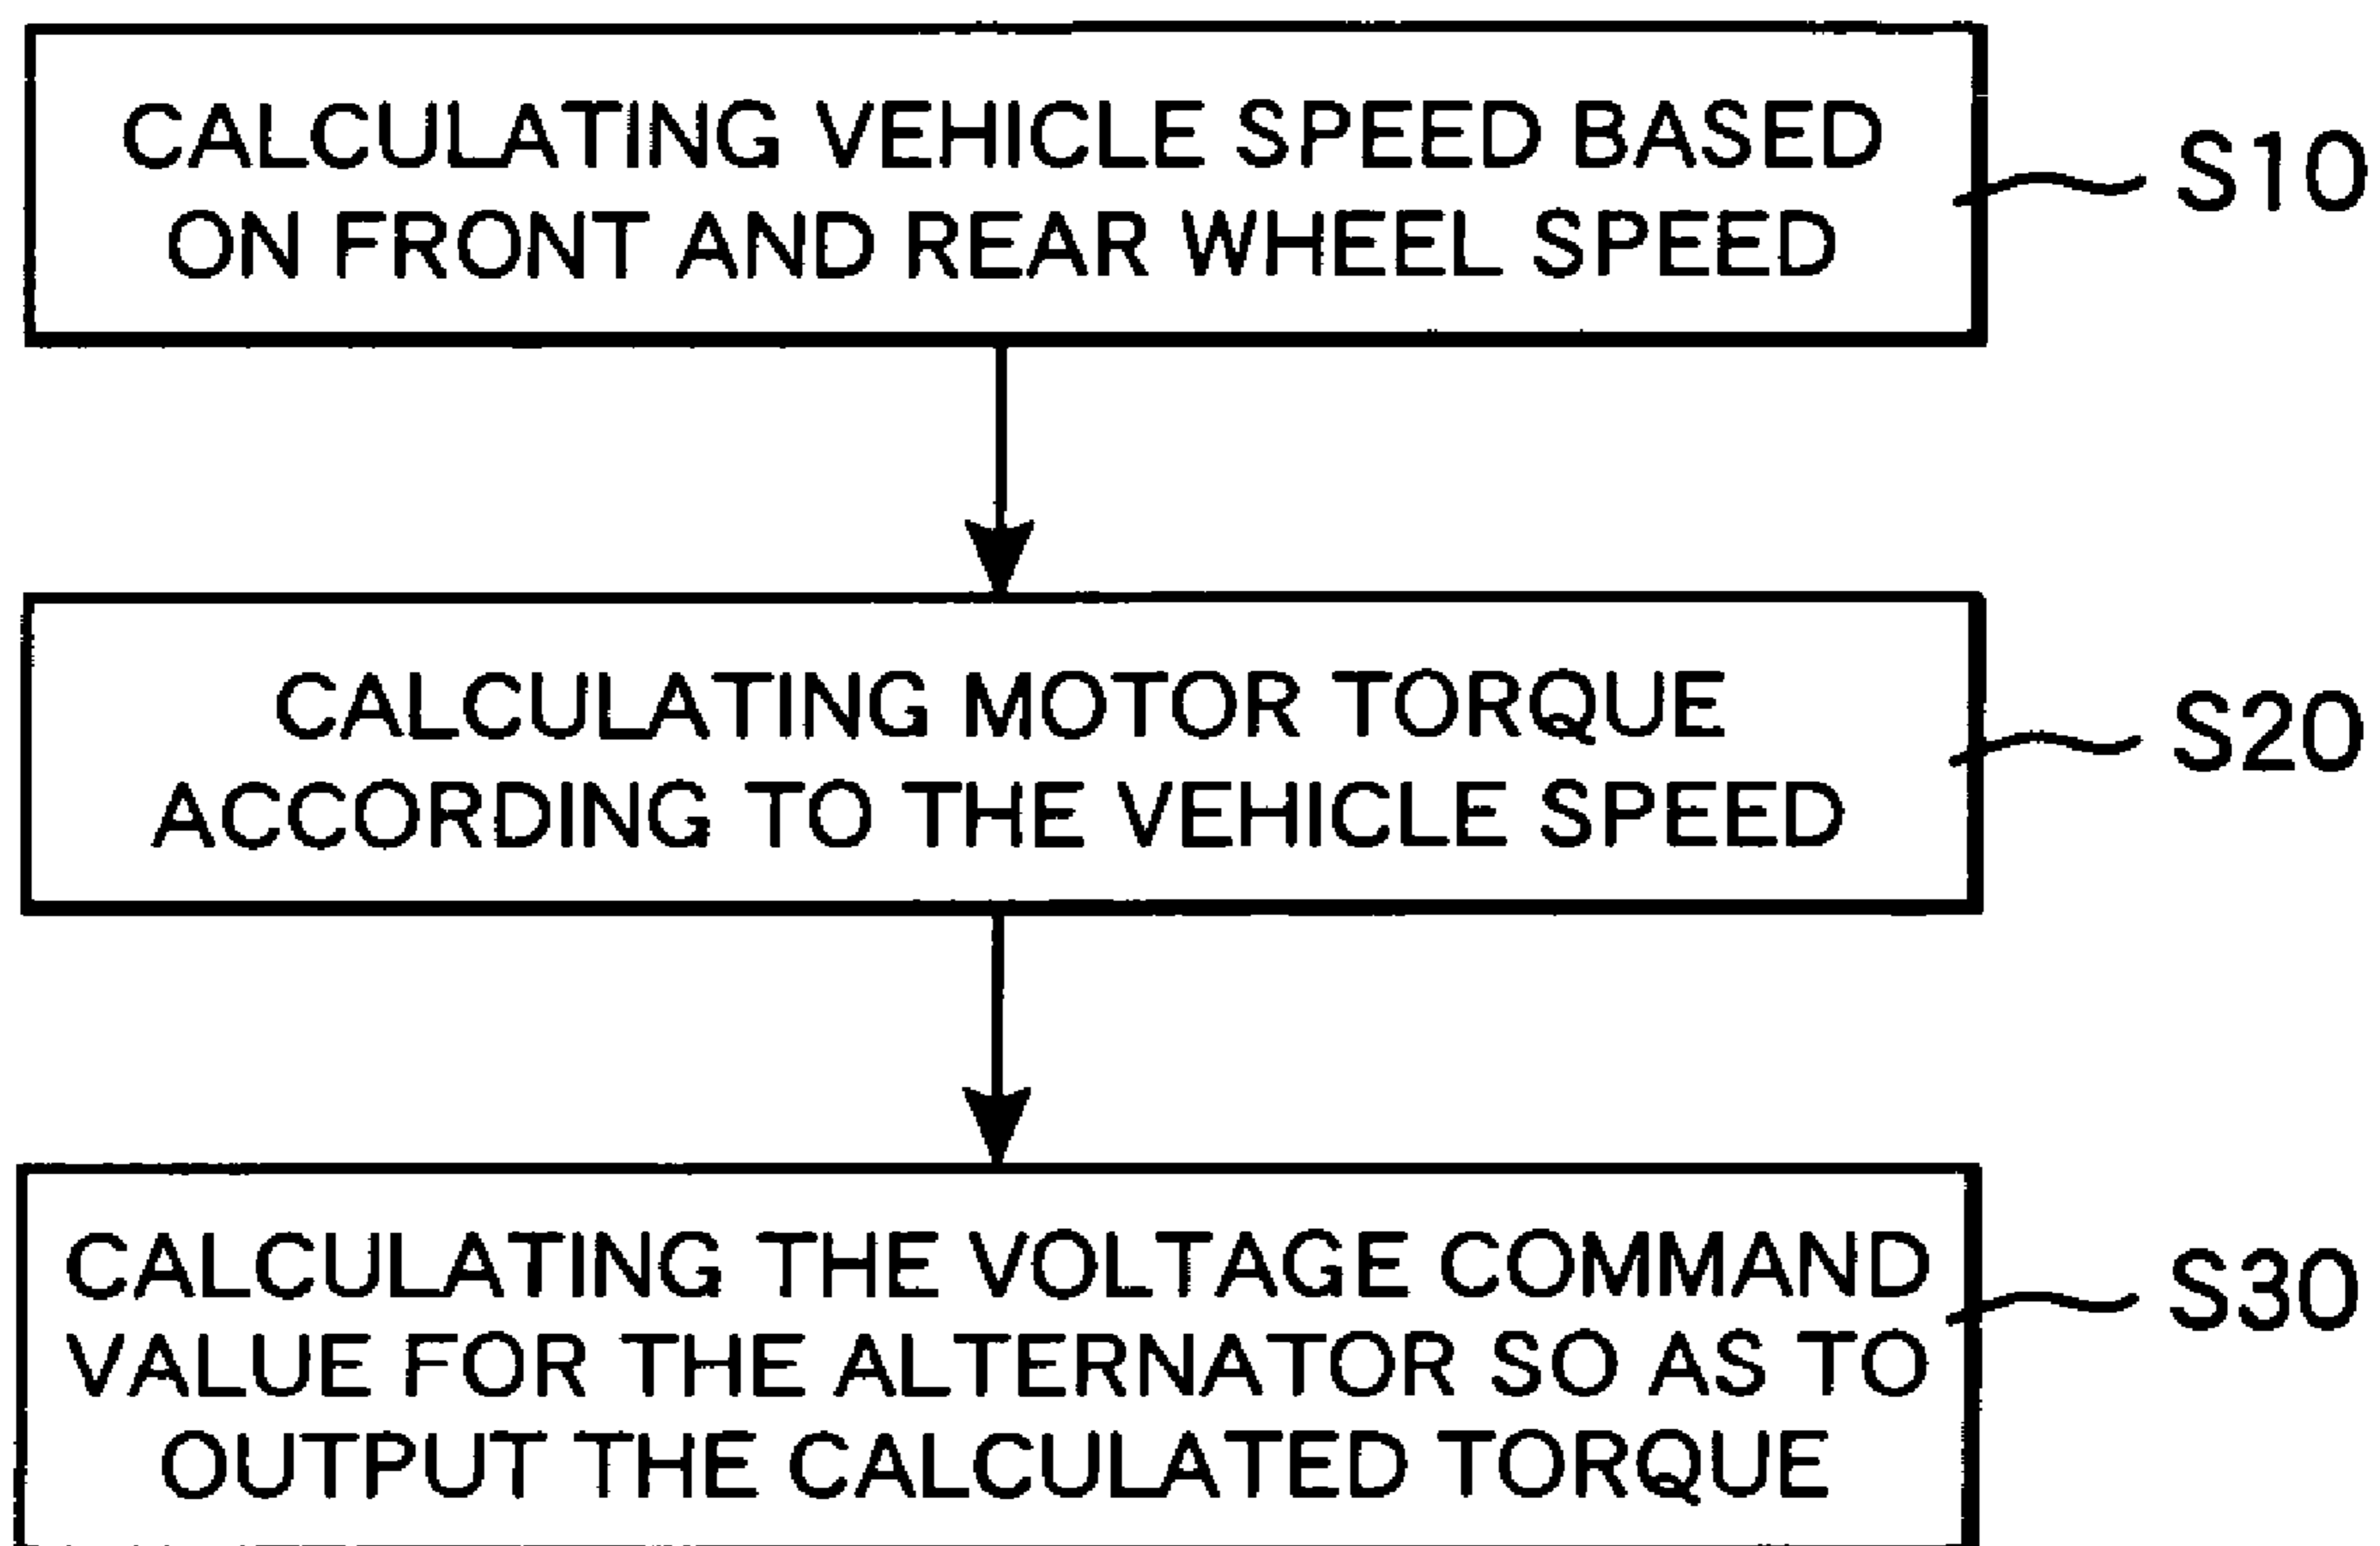 CALCULATING VEHICLE SPEED BASED
ON FRONT AND REAR WHEEL SPEED
S10
CALCULATING MOTOR TORQUE
ACCORDING TO THE VEHICLE SPEED
S20
CALCULATING THE VOLTAGE COMMAND
VALUE FOR THE ALTERNATOR SO AS TO
OUTPUT THE CALCULATED TORQUE
S30